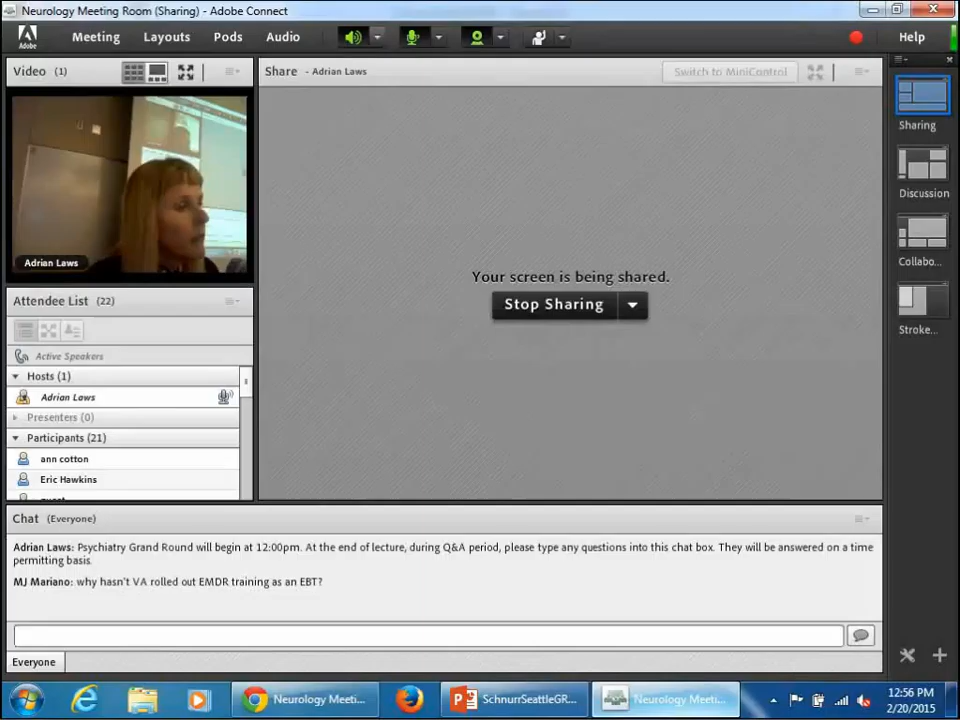 Neurology Meeting Room (Sharing) - Adobe Connect
Adobe
Meeting Layouts Pods Audio Help
Video (1)
Share - Adrian Laws
Switch to MiniControl
Adrian Laws
Sharing
Discussion
Collabo...
Stroke...
Your screen is being shared.
Stop Sharing
Attendee List (22)
Active Speakers
Hosts (1)
Adrian Laws
Presenters (0)
Participants (21)
ann cotton
Eric Hawkins
Chat (Everyone)
Adrian Laws: Psychiatry Grand Round will begin at 12:00pm. At the end of lecture, during Q&A period, please type any questions into this chat box. They will be answered on a time
permitting basis.
MJ Mariano: why hasn't VA rolled out EMDR training as an EBT?
Everyone
Neurology Meeti...
SchnurrSeattleGR...
Neurology Meeti...
12:56 PM
2/20/2015